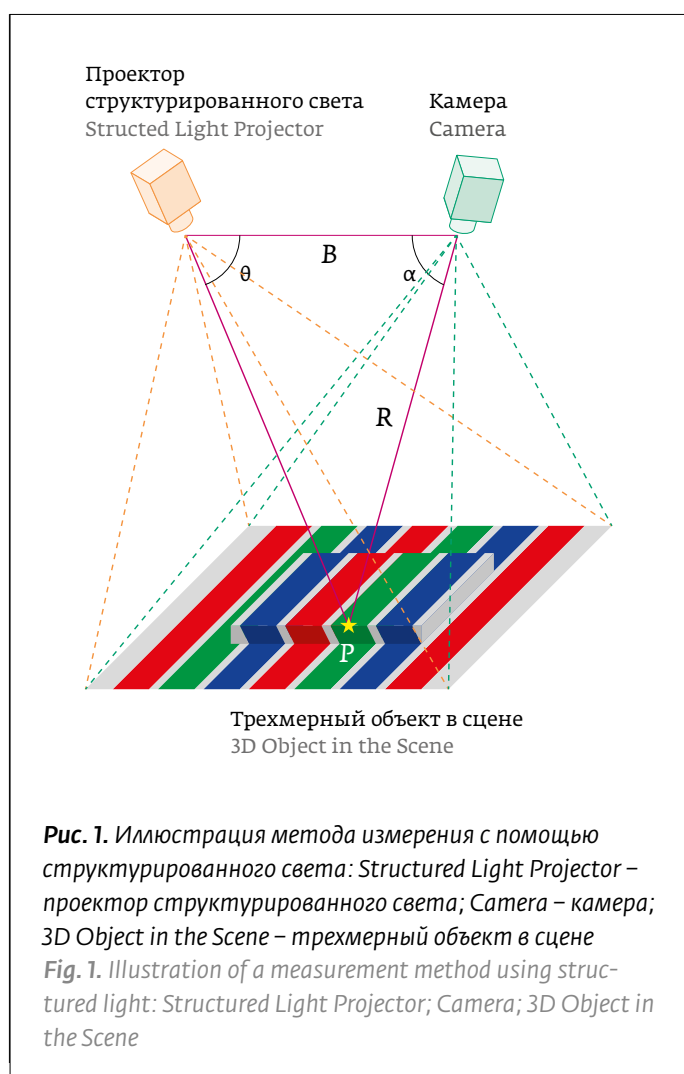 Проектор
структурированного света
Structed Light Projector
Камера
Camera
B
θ
α
R
P
Трехмерный объект в сцене
3D Object in the Scene
Рис. 1. Иллюстрация метода измерения с помощью
структурированного света: Structured Light Projector –
проектор структурированного света; Camera – камера;
3D Object in the Scene – трехмерный объект в сцене
Fig. 1. Illustration of a measurement method using struc-
tured light: Structured Light Projector; Camera; 3D Object in
the Scene